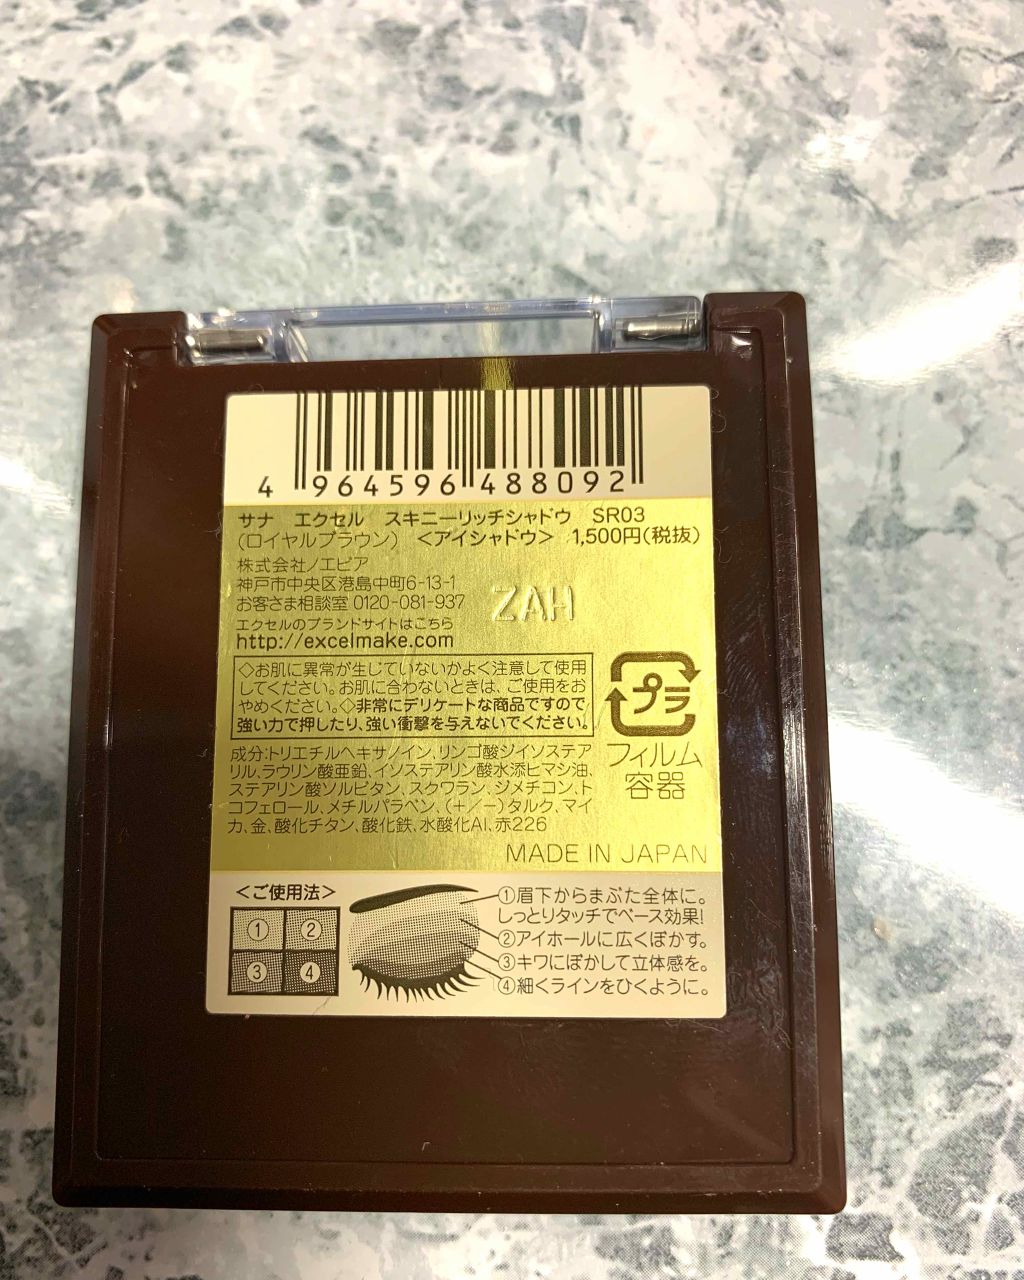 4 964596 488092
サナ エクセル スキニーリッチシャドウ SR03
(ロイヤルブラウン) <アイシャドウ> 1,500円(税抜)
株式会社ノエビア
神戸市中央区港島中町6-13-1
お客さま相談室 0120-081-937
エクセルのブランドサイトはこちら
http://excelmake.com
ZAH
◇お肌に異常が生じていないかよく注意して使用
してください。お肌に合わないときは、ご使用をお
やめください。◇非常にデリケートな商品ですので
強い力で押したり、強い衝撃を与えないでください。
プラ
フィルム
容器
成分:トリエチルヘキサノイン、リンゴ酸ジイソステア
リル、ラウリン酸亜鉛、イソステアリン酸水添ヒマシ油、
ステアリン酸ソルビタン、スクワラン、ジメチコン、ト
コフェロール、メチルパラベン、(+/-)タルク、マイ
カ、金、酸化チタン、酸化鉄、水酸化Al、赤226
MADE IN JAPAN
<ご使用法>
① ②
③ ④
①眉下からまぶた全体に。
しっとりタッチでベース効果!
②アイホールに広くぼかす。
③キワにぼかして立体感を。
④細くラインをひくように。